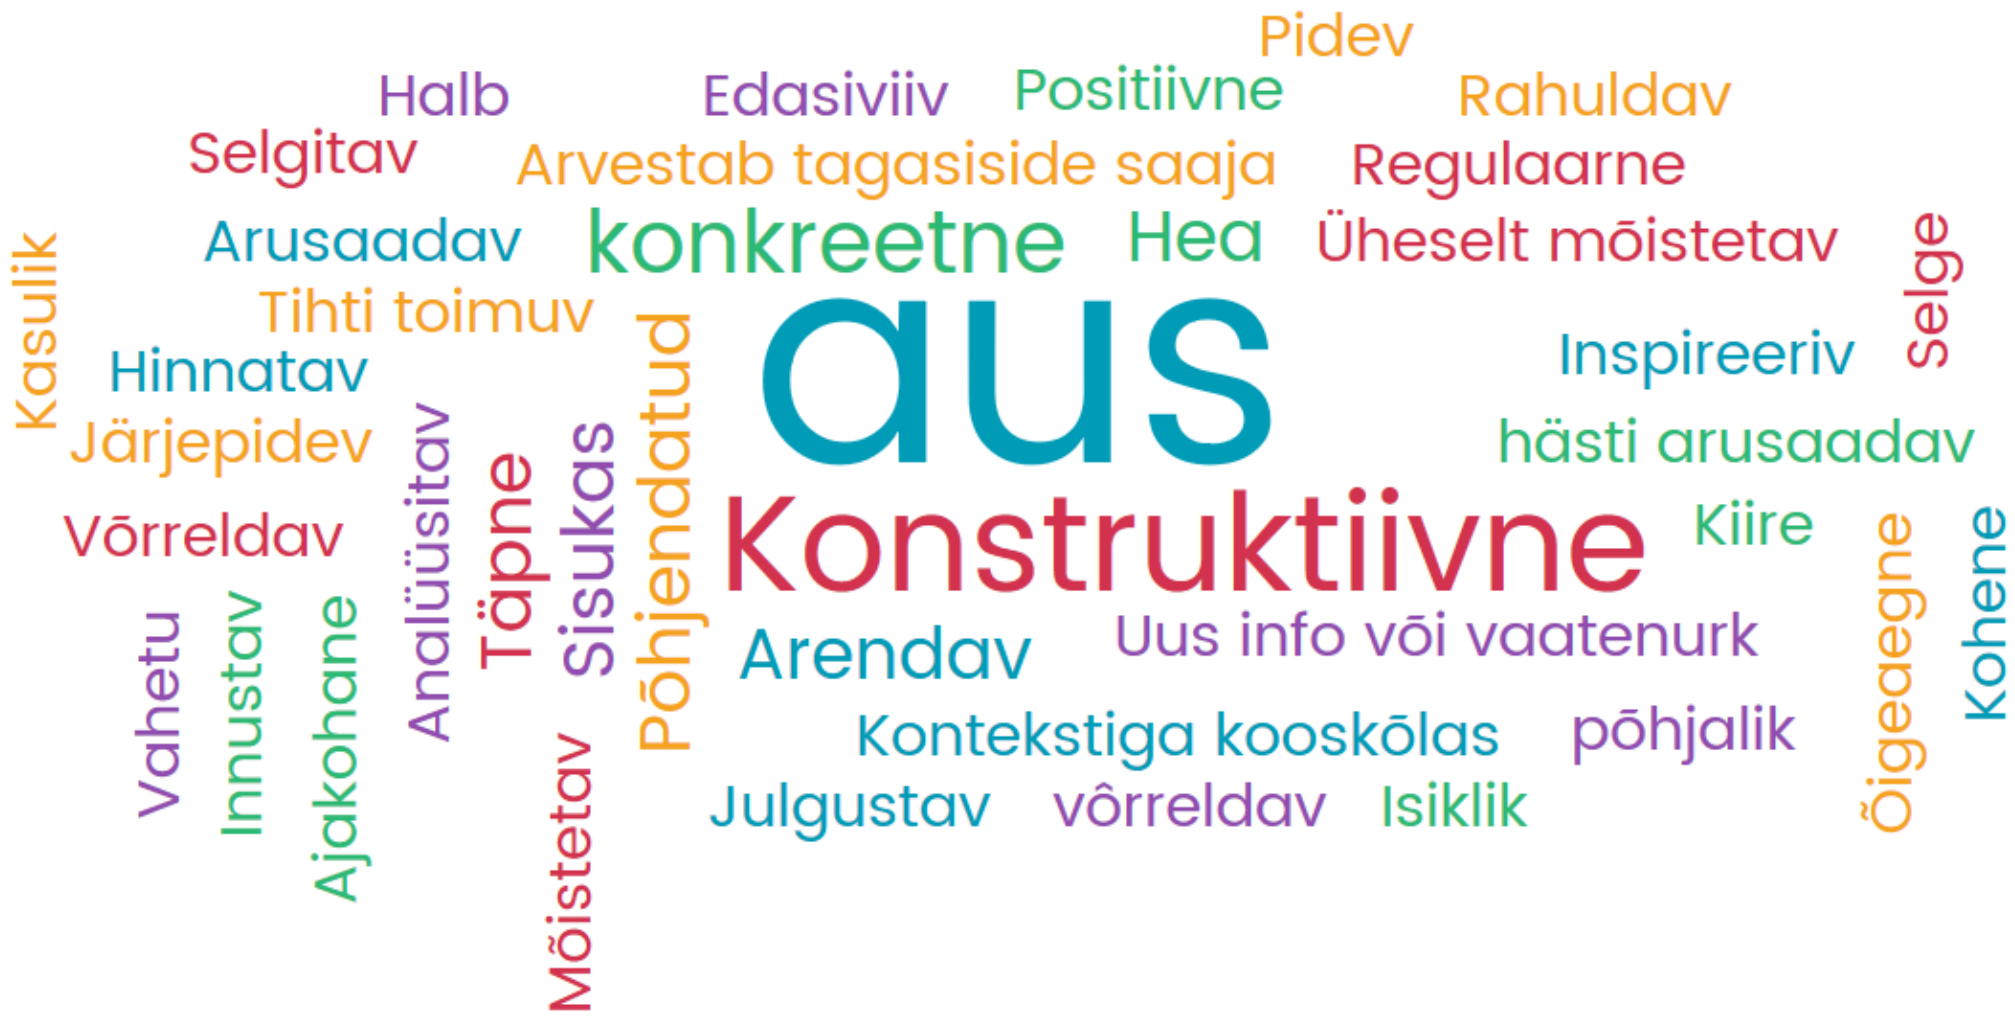 Pidev
Halb
Edasiviiv
Positiivne
Rahuldav
Selgitav
Arvestab tagasiside saaja
Regulaarne
Kasulik
Arusaadav
konkreetne
Hea
Üheselt mõistetav
Selge
Tihti toimuv
aus
Hinnatav
Põhjendatud
Inspireeriv
Järjepidev
Analüüsitav
Täpne
Sisukas
hästi arusaadav
Võrreldav
Konstruktiivne
Kiire
Õigeaegne
Kohene
Vahetu
Innustav
Ajakohane
Arendav
Uus info või vaatenurk
Kontekstiga kooskõlas
põhjalik
Mõistetav
Julgustav
vôrreldav
Isiklik